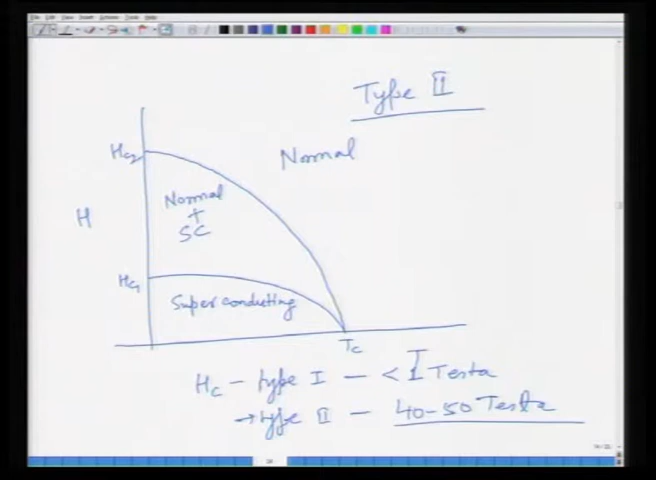 Type II
Normal
Hc2
Normal
+
SC
H
Hc1
Superconducting
Tc
Hc - type I - < 1 Tesla
→ type II - 40-50 Tesla